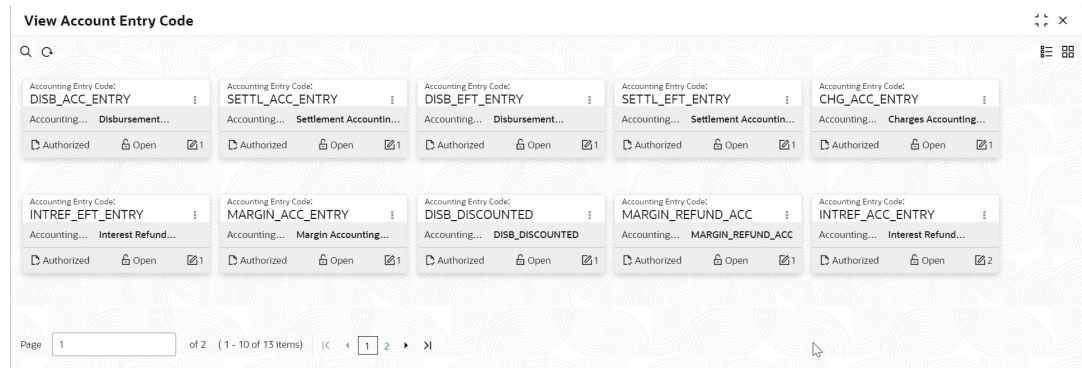 View Account Entry Code
Accounting Entry Code:
DISB_ACC_ENTRY
Accounting... Disbursement...
Authorized Open 1
Accounting Entry Code:
SETTL_ACC_ENTRY
Accounting... Settlement Accountin...
Authorized Open 1
Accounting Entry Code:
DISB_EFT_ENTRY
Accounting... Disbursement...
Authorized Open 1
Accounting Entry Code:
SETTL_EFT_ENTRY
Accounting... Settlement Accountin...
Authorized Open 1
Accounting Entry Code:
CHG_ACC_ENTRY
Accounting... Charges Accounting...
Authorized Open 1
Accounting Entry Code:
INTREF_EFT_ENTRY
Accounting... Interest Refund...
Authorized Open 1
Accounting Entry Code:
MARGIN_ACC_ENTRY
Accounting... Margin Accounting...
Authorized Open 1
Accounting Entry Code:
DISB_DISCOUNTED
Accounting... DISB_DISCOUNTED
Authorized Open 1
Accounting Entry Code:
MARGIN_REFUND_ACC
Accounting... MARGIN_REFUND_ACC
Authorized Open 1
Accounting Entry Code:
INTREF_ACC_ENTRY
Accounting... Interest Refund...
Authorized Open 2
Page 1 of 2 (1 - 10 of 13 items) 1 2